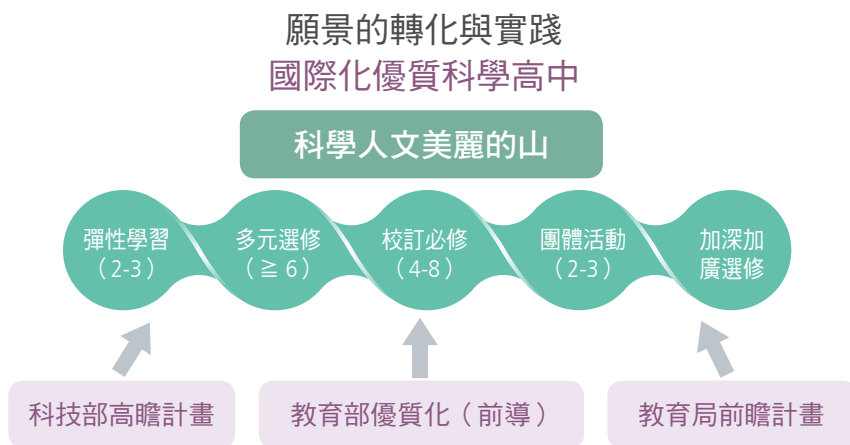 願景的轉化與實踐
國際化優質科學高中
科學人文美麗的山
彈性學習
（2-3）
多元選修
（≧ 6）
校訂必修
（4-8）
團體活動
（2-3）
加深加
廣選修
科技部高瞻計畫
教育部優質化（前導）
教育局前瞻計畫